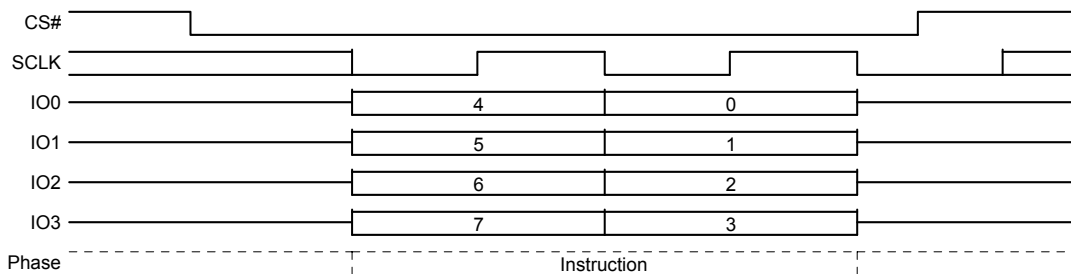 CS#
SCLK
IO0 4 0
IO1 5 1
IO2 6 2
IO3 7 3
Phase Instruction